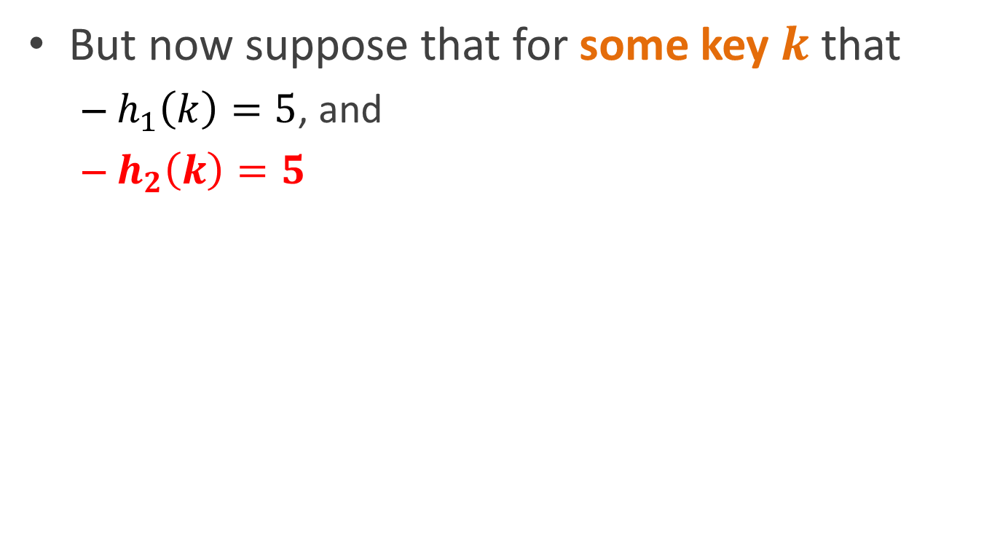 • But now suppose that for some key k that
– h₁(k) = 5, and
– h₂(k) = 5